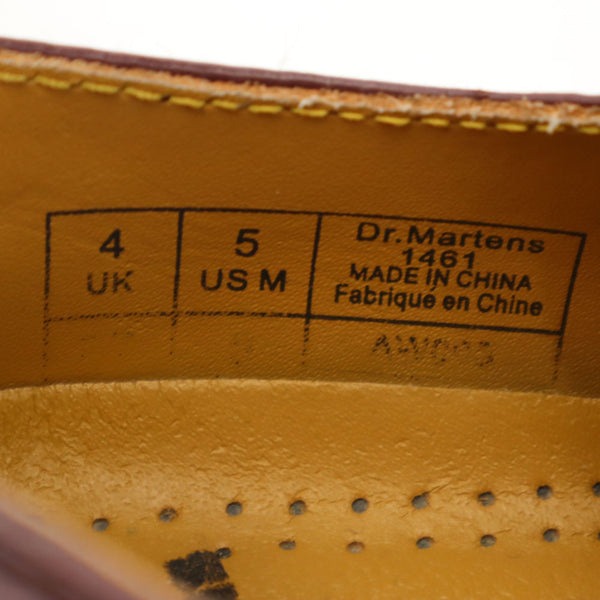 4
UK
5
US M
Dr.Martens
1461
MADE IN CHINA
Fabrique en Chine